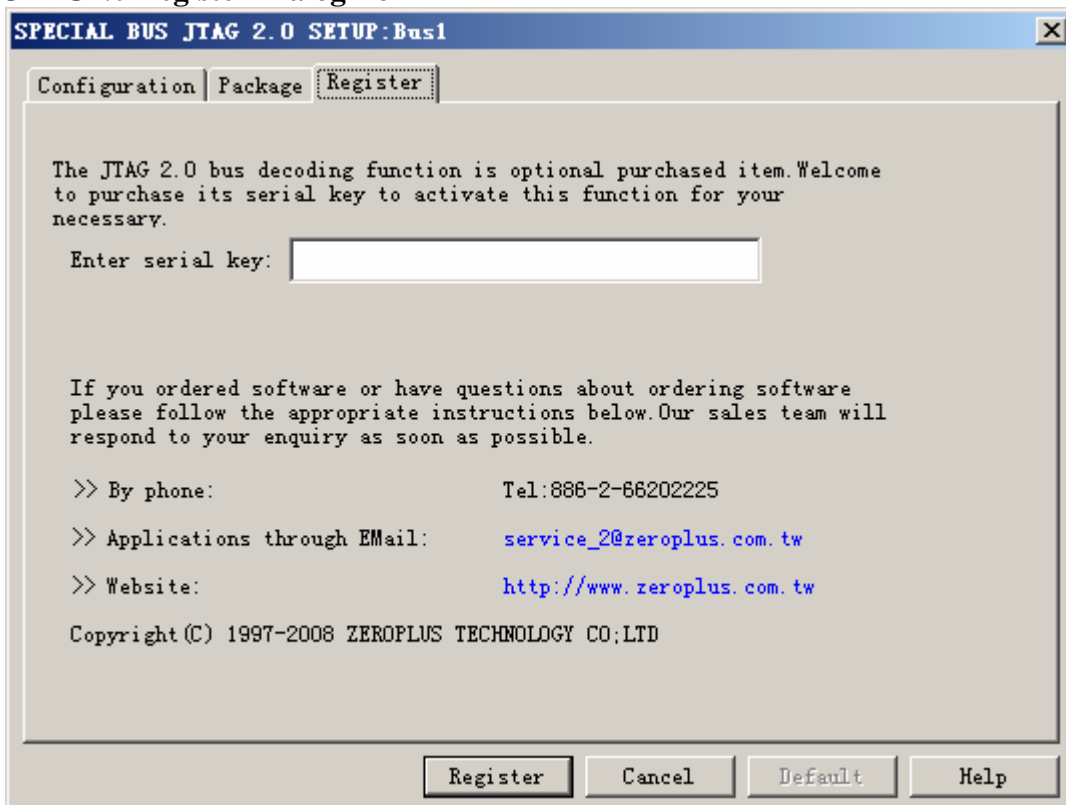 SPECIAL BUS JTAG 2.0 SETUP:Bus1
Configuration Package Register
The JTAG 2.0 bus decoding function is optional purchased item.Welcome
to purchase its serial key to activate this function for your
necessary.
Enter serial key:
If you ordered software or have questions about ordering software
please follow the appropriate instructions below.Our sales team will
respond to your enquiry as soon as possible.
>> By phone: Tel:886-2-66202225
>> Applications through EMail: service_2@zeroplus.com.tw
>> Website: http://www.zeroplus.com.tw
Copyright(C) 1997-2008 ZEROPLUS TECHNOLOGY CO;LTD
Register Cancel Default Help